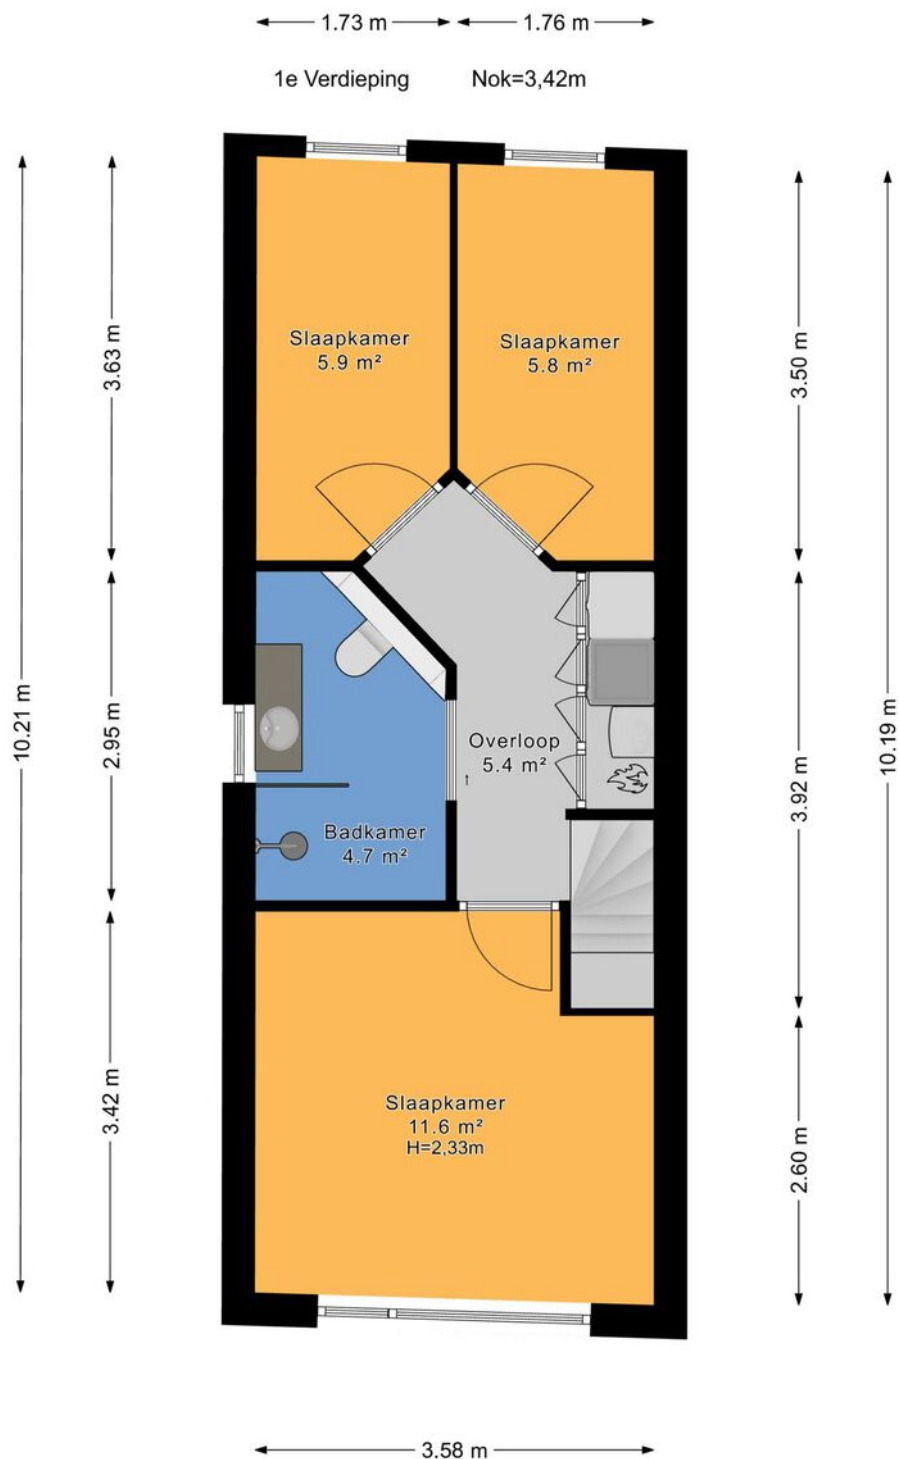 1.73 m
1.76 m
1e Verdieping
Nok=3,42m
Slaapkamer
5.9 m²
Slaapkamer
5.8 m²
3.63 m
3.50 m
10.21 m
2.95 m
Overloop
5.4 m²
3.92 m
10.19 m
Badkamer
4.7 m²
3.42 m
Slaapkamer
11.6 m²
H=2,33m
2.60 m
3.58 m